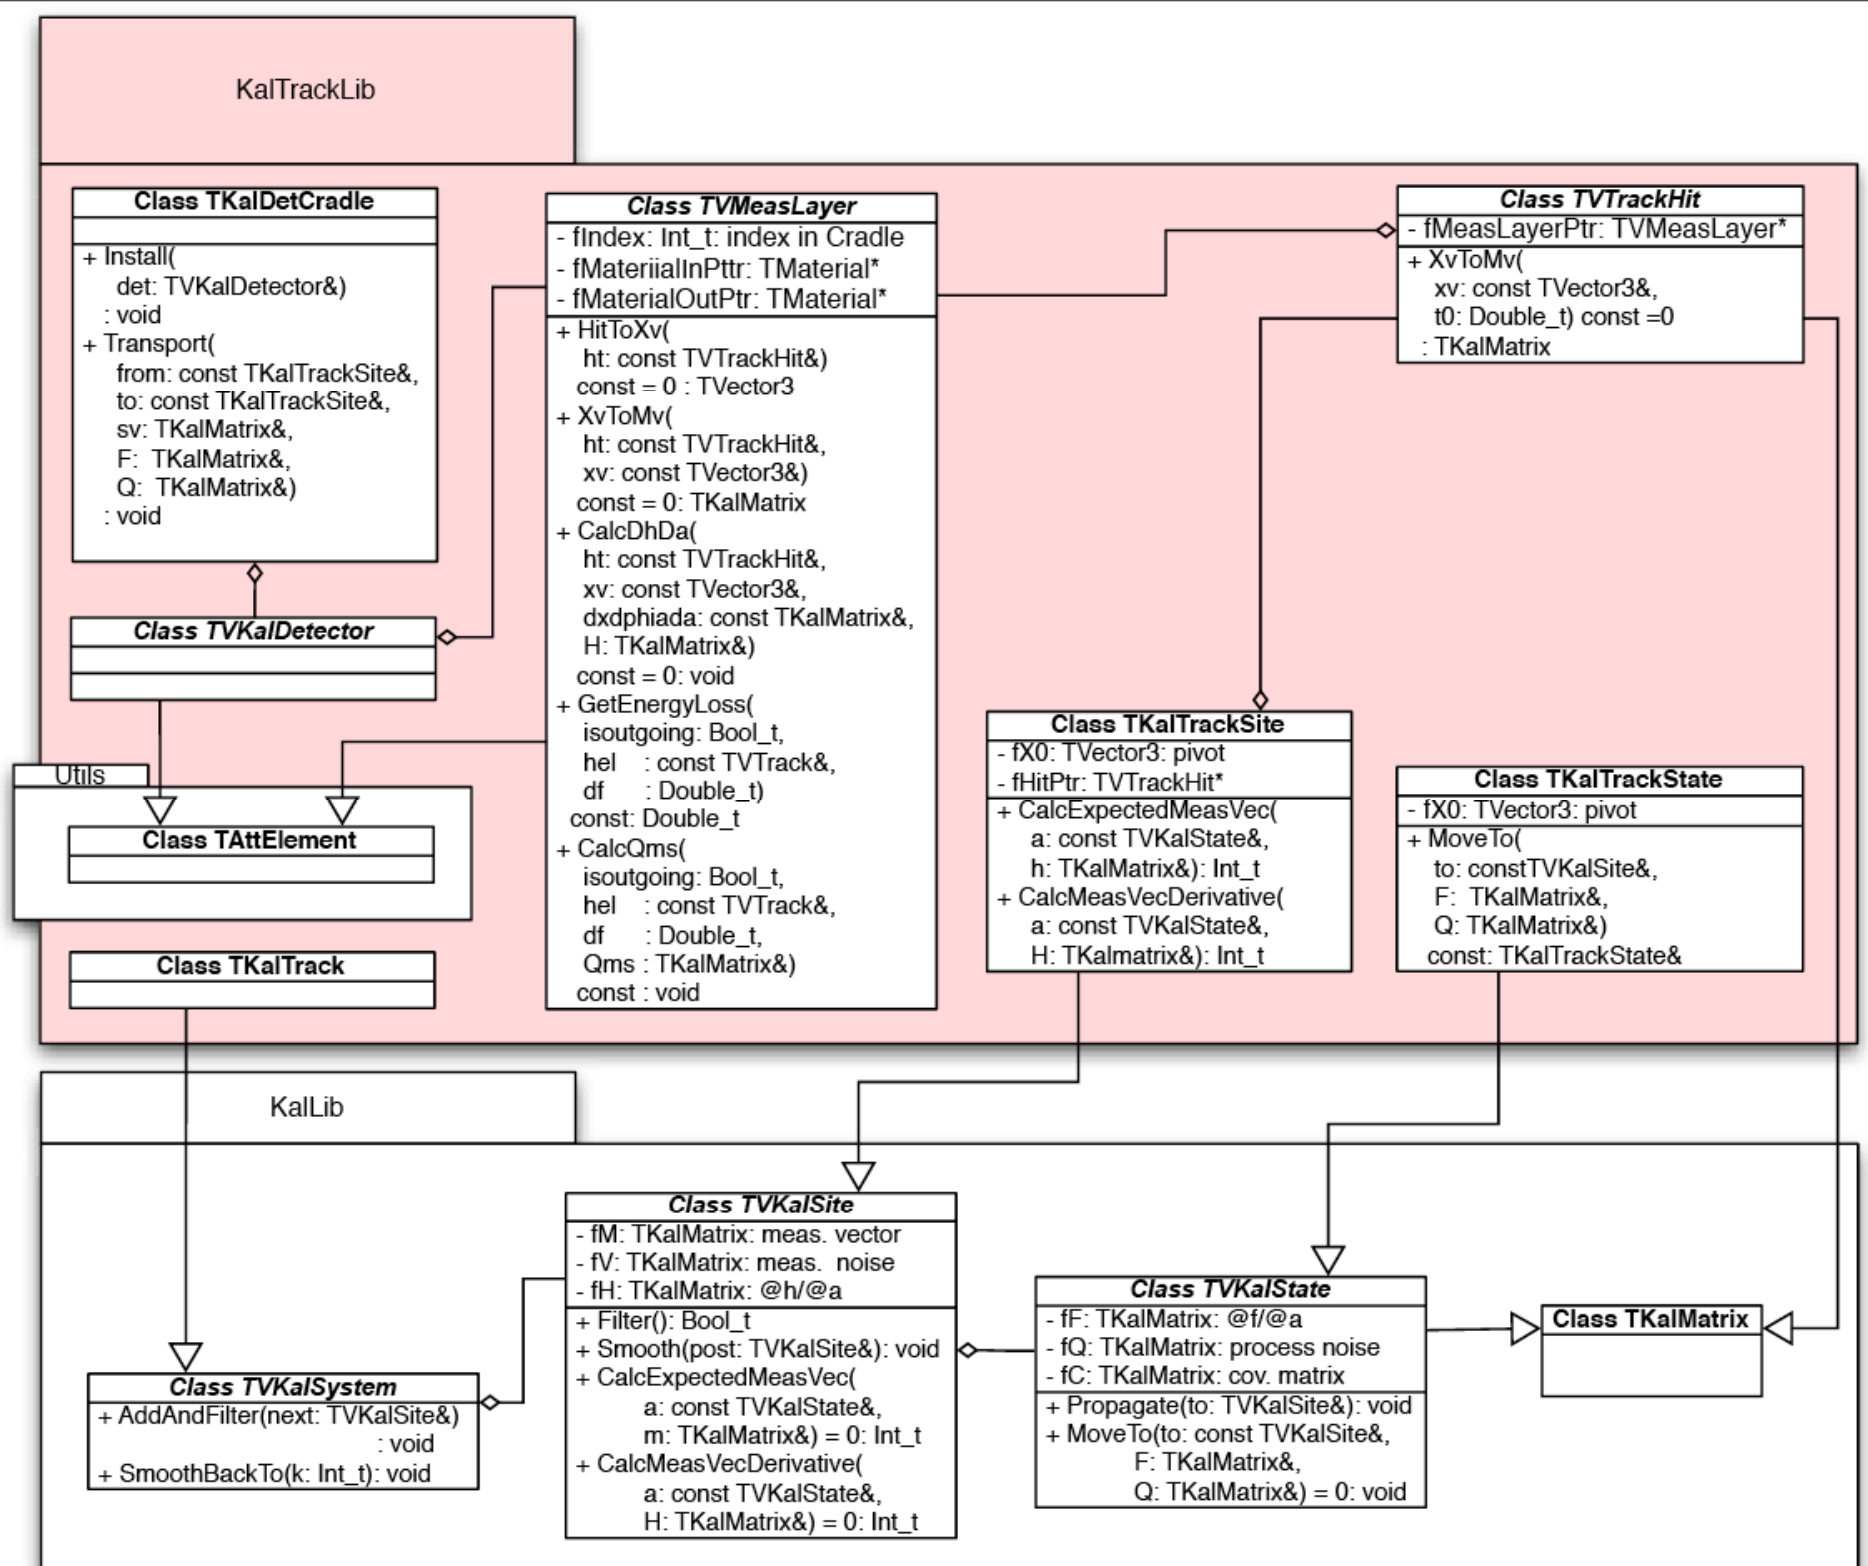 KalTrackLib
Class TKalDetCradle
+ Install(
det: TVKalDetector&)
: void
+ Transport(
from: const TKalTrackSite&,
to: const TKalTrackSite&,
sv: TKalMatrix&,
F: TKalMatrix&,
Q: TKalMatrix&)
: void
Class TVKalDetector
Utils
Class TAttElement
Class TKalTrack
Class TVMeasLayer
- fIndex: Int_t: index in Cradle
- fMateriialInPttr: TMaterial*
- fMaterialOutPtr: TMaterial*
+ HitToXv(
ht: const TVTrackHit&)
const = 0 : TVector3
+ XvToMv(
ht: const TVTrackHit&,
xv: const TVector3&)
const = 0: TKalMatrix
+ CalcDhDa(
ht: const TVTrackHit&,
xv: const TVector3&,
dxdphiada: const TKalMatrix&,
H: TKalMatrix&)
const = 0: void
+ GetEnergyLoss(
isoutgoing: Bool_t,
hel : const TVTrack&,
df : Double_t)
const: Double_t
+ CalcQms(
isoutgoing: Bool_t,
hel : const TVTrack&,
df : Double_t,
Qms : TKalMatrix&)
const : void
Class TVTrackHit
- fMeasLayerPtr: TVMeasLayer*
+ XvToMv(
xv: const TVector3&,
t0: Double_t) const =0
: TKalMatrix
Class TKalTrackSite
- fX0: TVector3: pivot
- fHitPtr: TVTrackHit*
+ CalcExpectedMeasVec(
a: const TVKalState&,
h: TKalMatrix&): Int_t
+ CalcMeasVecDerivative(
a: const TVKalState&,
H: TKalmatrix&): Int_t
Class TKalTrackState
- fX0: TVector3: pivot
+ MoveTo(
to: constTVKalSite&,
F: TKalMatrix&,
Q: TKalMatrix&)
const: TKalTrackState&
KalLib
Class TVKalSystem
+ AddAndFilter(next: TVKalSite&)
: void
+ SmoothBackTo(k: Int_t): void
Class TVKalSite
- fM: TKalMatrix: meas. vector
- fV: TKalMatrix: meas. noise
- fH: TKalMatrix: @h/@a
+ Filter(): Bool_t
+ Smooth(post: TVKalSite&): void
+ CalcExpectedMeasVec(
a: const TVKalState&,
m: TKalMatrix&) = 0: Int_t
+ CalcMeasVecDerivative(
a: const TVKalState&,
H: TKalMatrix&) = 0: Int_t
Class TVKalState
- fF: TKalMatrix: @f/@a
- fQ: TKalMatrix: process noise
- fC: TKalMatrix: cov. matrix
+ Propagate(to: TVKalSite&): void
+ MoveTo(to: const TVKalSite&,
F: TKalMatrix&,
Q: TKalMatrix&) = 0: void
Class TKalMatrix